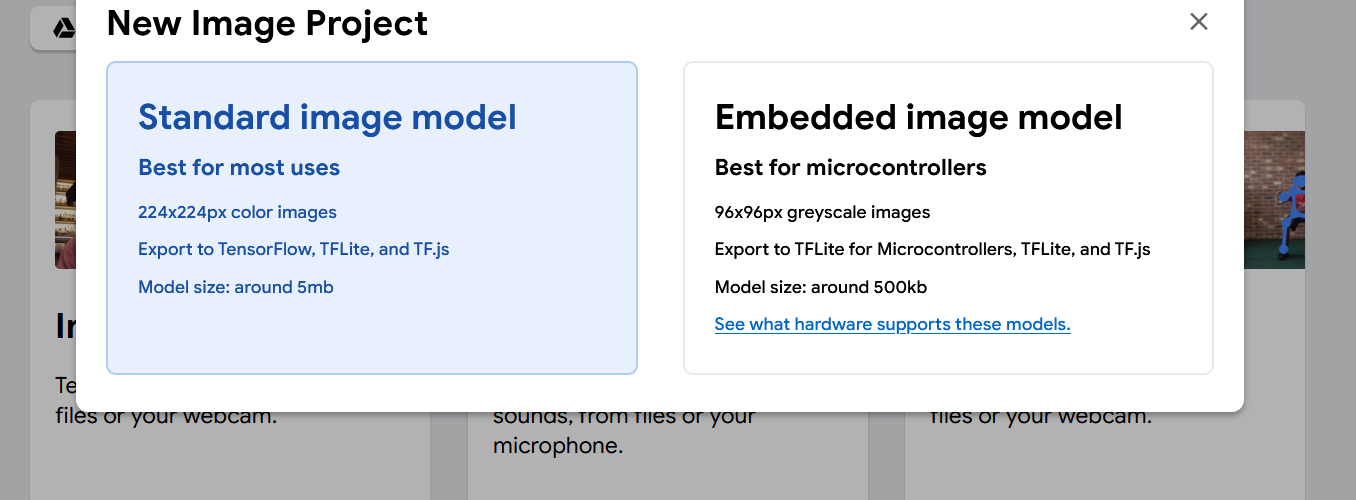 New Image Project
Standard image model
Best for most uses
224x224px color images
Export to TensorFlow, TFLite, and TF.js
Model size: around 5mb
Embedded image model
Best for microcontrollers
96x96px greyscale images
Export to TFLite for Microcontrollers, TFLite, and TF.js
Model size: around 500kb
See what hardware supports these models.
files or your webcam.
sounds, from files or your
microphone.
files or your webcam.